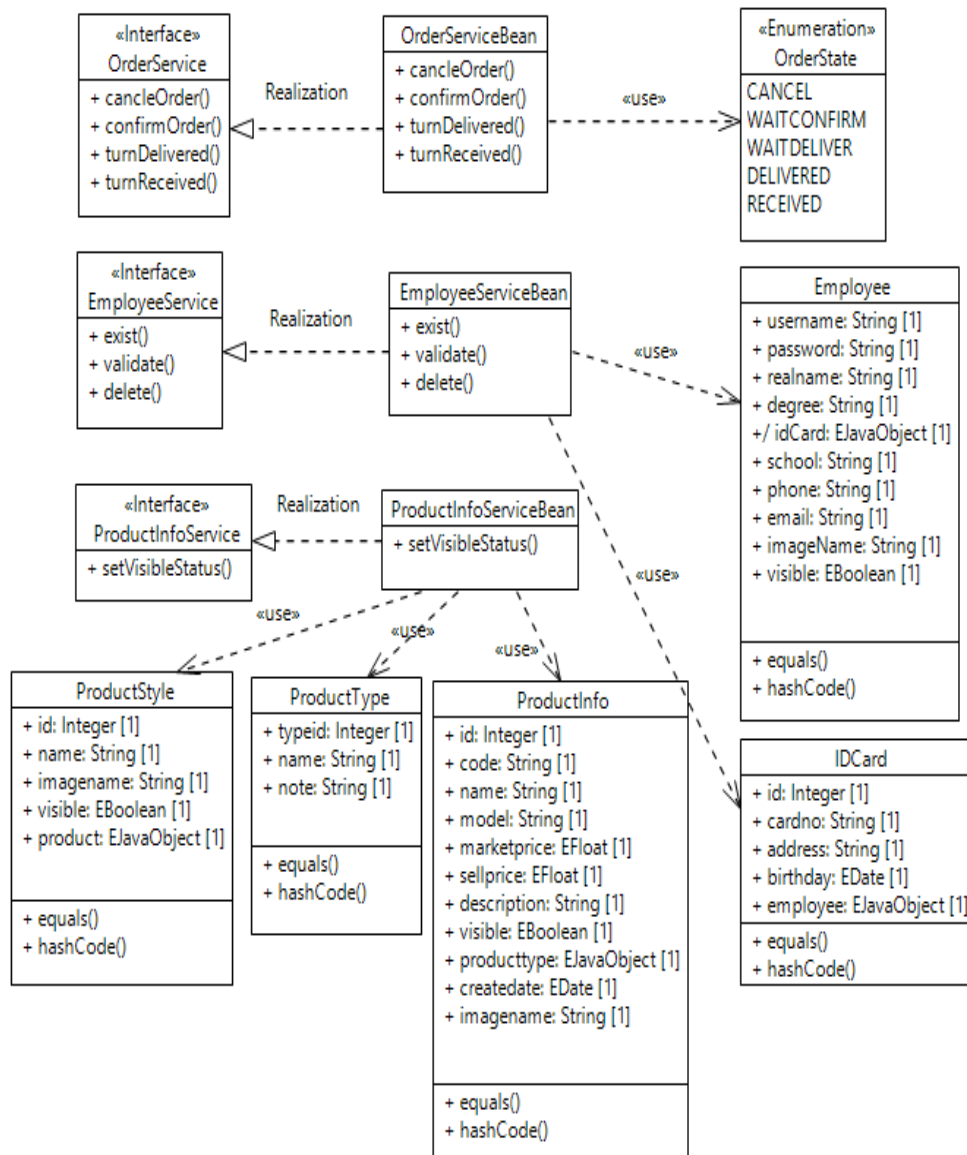 «Interface»
OrderService
+ cancleOrder()
+ confirmOrder()
+ turnDelivered()
+ turnReceived()
Realization
OrderServiceBean
+ cancleOrder()
+ confirmOrder()
+ turnDelivered()
+ turnReceived()
«use»
«Enumeration»
OrderState
CANCEL
WAITCONFIRM
WAITDELIVER
DELIVERED
RECEIVED
«Interface»
EmployeeService
+ exist()
+ validate()
+ delete()
Realization
EmployeeServiceBean
+ exist()
+ validate()
+ delete()
«use»
Employee
+ username: String [1]
+ password: String [1]
+ realname: String [1]
+ degree: String [1]
+/ idCard: EJavaObject [1]
+ school: String [1]
+ phone: String [1]
+ email: String [1]
+ imageName: String [1]
+ visible: EBoolean [1]
+ equals()
+ hashCode()
«Interface»
ProductInfoService
+ setVisibleStatus()
Realization
ProductInfoServiceBean
+ setVisibleStatus()
«use»
«use»
«use»
«use»
ProductStyle
+ id: Integer [1]
+ name: String [1]
+ imagename: String [1]
+ visible: EBoolean [1]
+ product: EJavaObject [1]
+ equals()
+ hashCode()
ProductType
+ typeid: Integer [1]
+ name: String [1]
+ note: String [1]
+ equals()
+ hashCode()
ProductInfo
+ id: Integer [1]
+ code: String [1]
+ name: String [1]
+ model: String [1]
+ marketprice: EFloat [1]
+ sellprice: EFloat [1]
+ description: String [1]
+ visible: EBoolean [1]
+ producttype: EJavaObject [1]
+ createdate: EDate [1]
+ imagename: String [1]
+ equals()
+ hashCode()
IDCard
+ id: Integer [1]
+ cardno: String [1]
+ address: String [1]
+ birthday: EDate [1]
+ employee: EJavaObject [1]
+ equals()
+ hashCode()